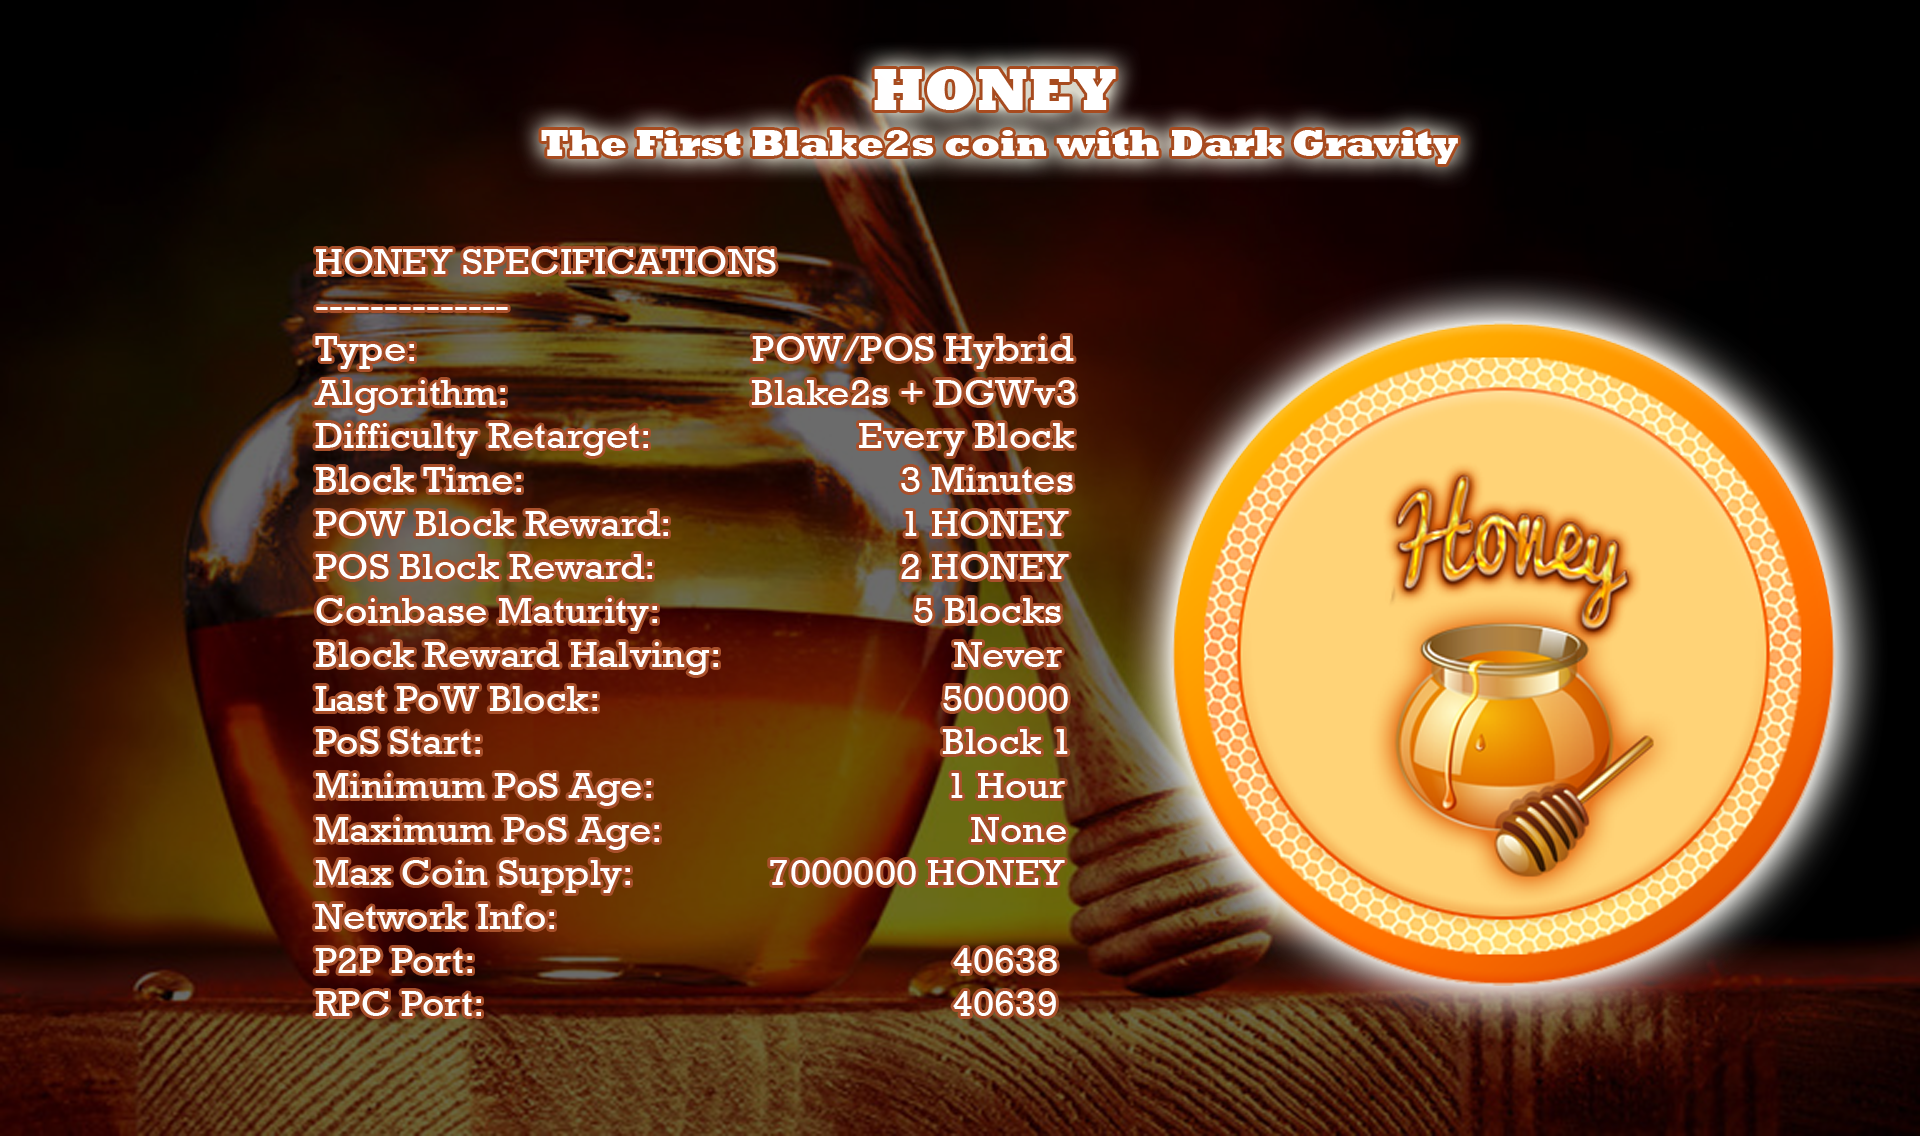 HONEY
The First Blake2s coin with Dark Gravity
HONEY SPECIFICATIONS
---------------
Type: POW/POS Hybrid
Algorithm: Blake2s + DGWv3
Difficulty Retarget: Every Block
Block Time: 3 Minutes
POW Block Reward: 1 HONEY
POS Block Reward: 2 HONEY
Coinbase Maturity: 5 Blocks
Block Reward Halving: Never
Last PoW Block: 500000
PoS Start: Block 1
Minimum PoS Age: 1 Hour
Maximum PoS Age: None
Max Coin Supply: 7000000 HONEY
Network Info:
P2P Port: 40638
RPC Port: 40639
Honey